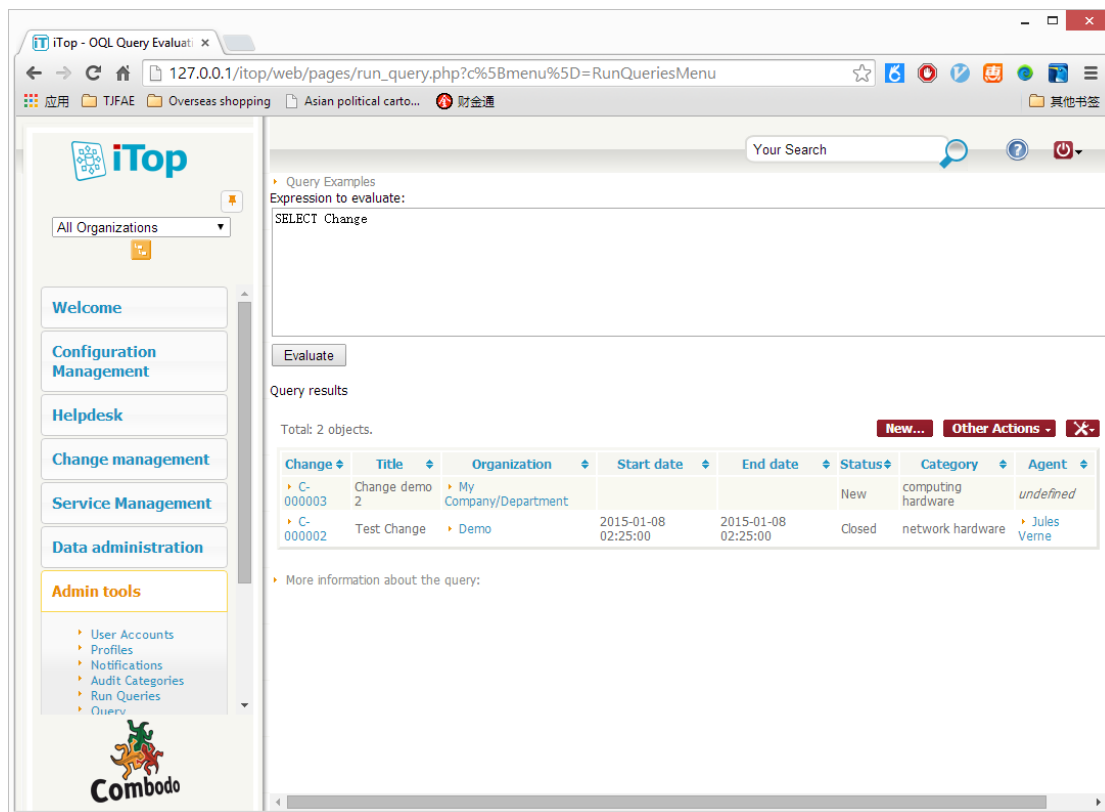 iTop - OQL Query Evaluati
127.0.0.1/itop/web/pages/run_query.php?c%5Bmenu%5D=RunQueriesMenu
应用 TJFAE Overseas shopping Asian political carto... 财金通 其他书签
iTop
Your Search
All Organizations
Welcome
Configuration
Management
Helpdesk
Change management
Service Management
Data administration
Admin tools
User Accounts
Profiles
Notifications
Audit Categories
Run Queries
Query
Combodo
Query Examples
Expression to evaluate:
SELECT Change
Evaluate
Query results
Total: 2 objects. New... Other Actions
Change Title Organization Start date End date Status Category Agent
C-000003 Change demo 2 My Company/Department New computing hardware undefined
C-000002 Test Change Demo 2015-01-08 02:25:00 2015-01-08 02:25:00 Closed network hardware Jules Verne
More information about the query: